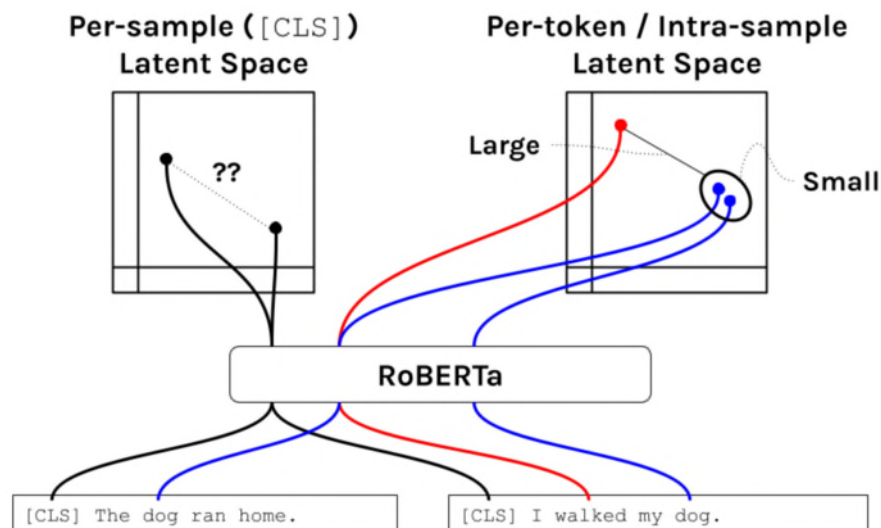 Per-sample ([CLS])
Latent Space
Per-token / Intra-sample
Latent Space
??
Large
Small
RoBERTa
[CLS] The dog ran home.
[CLS] I walked my dog.